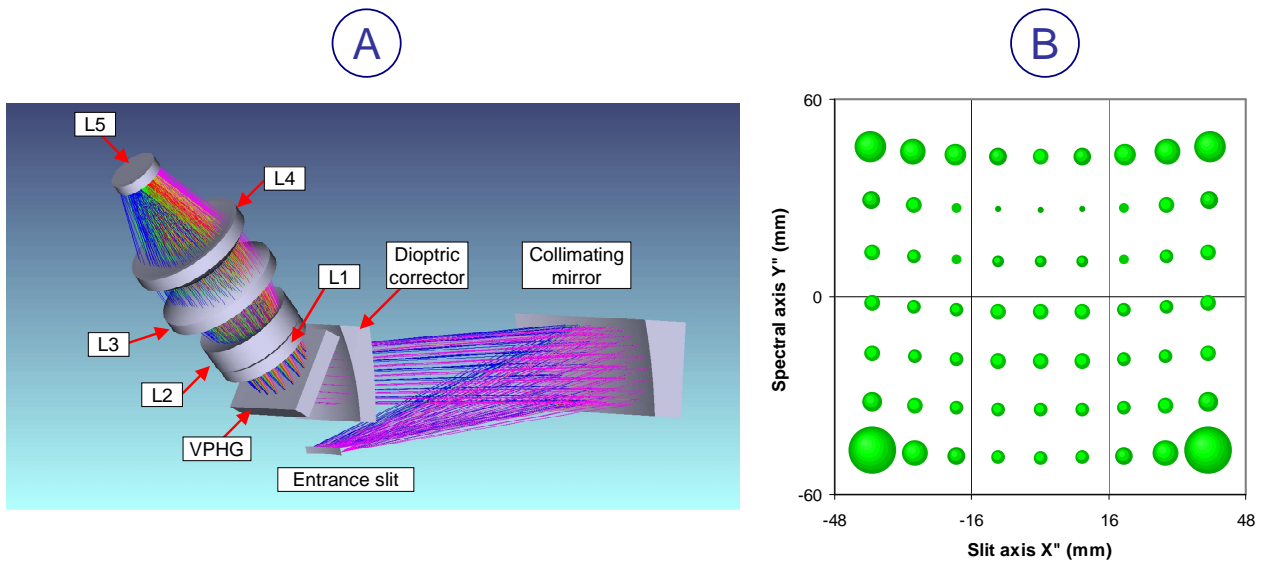 A
B
L5
L4
Dioptric
corrector
Collimating
mirror
L1
L3
L2
VPHG
Entrance slit
60
0
-60
-48
-16
16
48
Spectral axis Y" (mm)
Slit axis X" (mm)